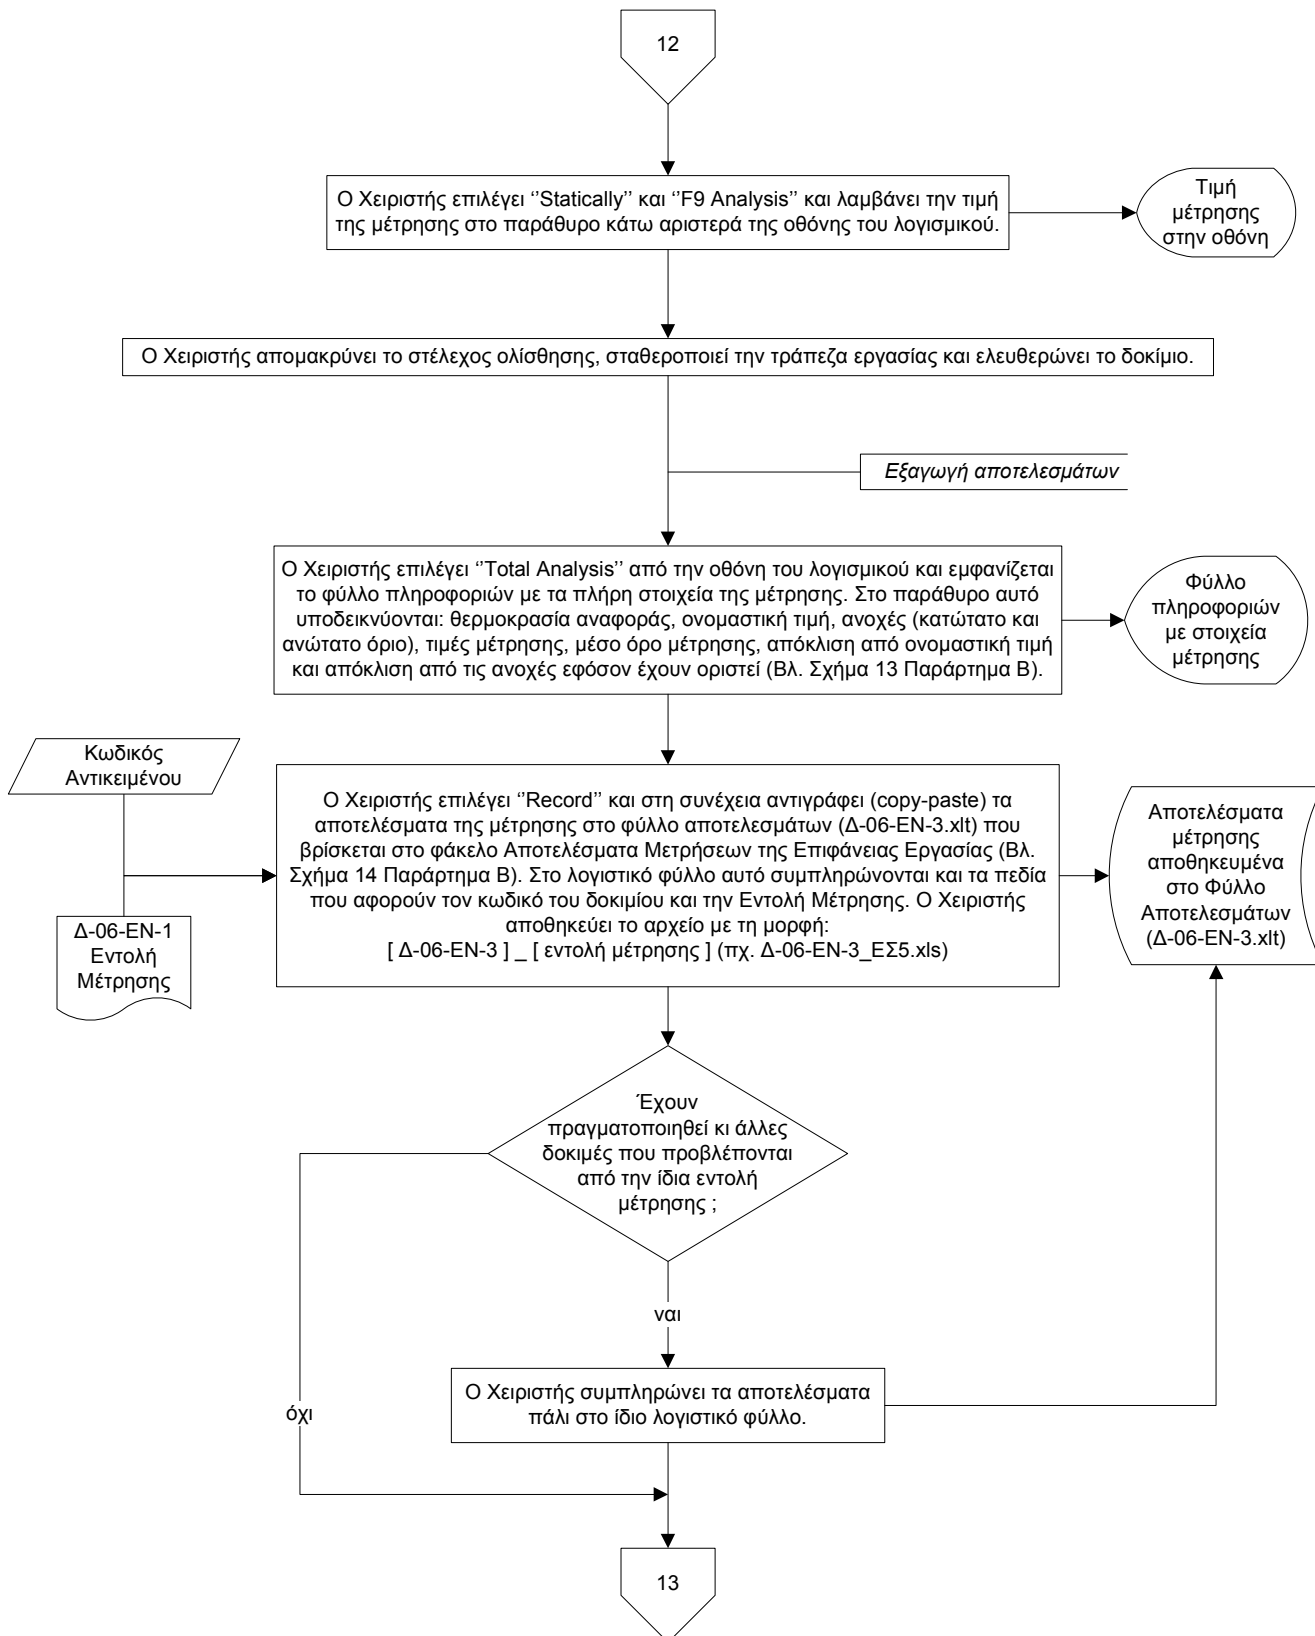 12
Ο Χειριστής επιλέγει ‘’Statically’’ και ‘’F9 Analysis’’ και λαμβάνει την τιμή
της μέτρησης στο παράθυρο κάτω αριστερά της οθόνης του λογισμικού.
Τιμή
μέτρησης
στην οθόνη
Ο Χειριστής απομακρύνει το στέλεχος ολίσθησης, σταθεροποιεί την τράπεζα εργασίας και ελευθερώνει το δοκίμιο.
Εξαγωγή αποτελεσμάτων
Ο Χειριστής επιλέγει ‘’Total Analysis’’ από την οθόνη του λογισμικού και εμφανίζεται
το φύλλο πληροφοριών με τα πλήρη στοιχεία της μέτρησης. Στο παράθυρο αυτό
υποδεικνύονται: θερμοκρασία αναφοράς, ονομαστική τιμή, ανοχές (κατώτατο και
ανώτατο όριο), τιμές μέτρησης, μέσο όρο μέτρησης, απόκλιση από ονομαστική τιμή
και απόκλιση από τις ανοχές εφόσον έχουν οριστεί (Βλ. Σχήμα 13 Παράρτημα Β).
Φύλλο
πληροφοριών
με στοιχεία
μέτρησης
Κωδικός
Αντικειμένου
Δ-06-ΕΝ-1
Εντολή
Μέτρησης
Ο Χειριστής επιλέγει ‘’Record’’ και στη συνέχεια αντιγράφει (copy-paste) τα
αποτελέσματα της μέτρησης στο φύλλο αποτελεσμάτων (Δ-06-ΕΝ-3.xlt) που
βρίσκεται στο φάκελο Αποτελέσματα Μετρήσεων της Επιφάνειας Εργασίας (Βλ.
Σχήμα 14 Παράρτημα Β). Στο λογιστικό φύλλο αυτό συμπληρώνονται και τα πεδία
που αφορούν τον κωδικό του δοκιμίου και την Εντολή Μέτρησης. Ο Χειριστής
αποθηκεύει το αρχείο με τη μορφή:
[ Δ-06-ΕΝ-3 ] _ [ εντολή μέτρησης ] (πχ. Δ-06-ΕΝ-3_ΕΣ5.xls)
Αποτελέσματα
μέτρησης
αποθηκευμένα
στο Φύλλο
Αποτελεσμάτων
(Δ-06-ΕΝ-3.xlt)
Έχουν
πραγματοποιηθεί κι άλλες
δοκιμές που προβλέπονται
από την ίδια εντολή
μέτρησης ;
ναι
όχι
Ο Χειριστής συμπληρώνει τα αποτελέσματα
πάλι στο ίδιο λογιστικό φύλλο.
13